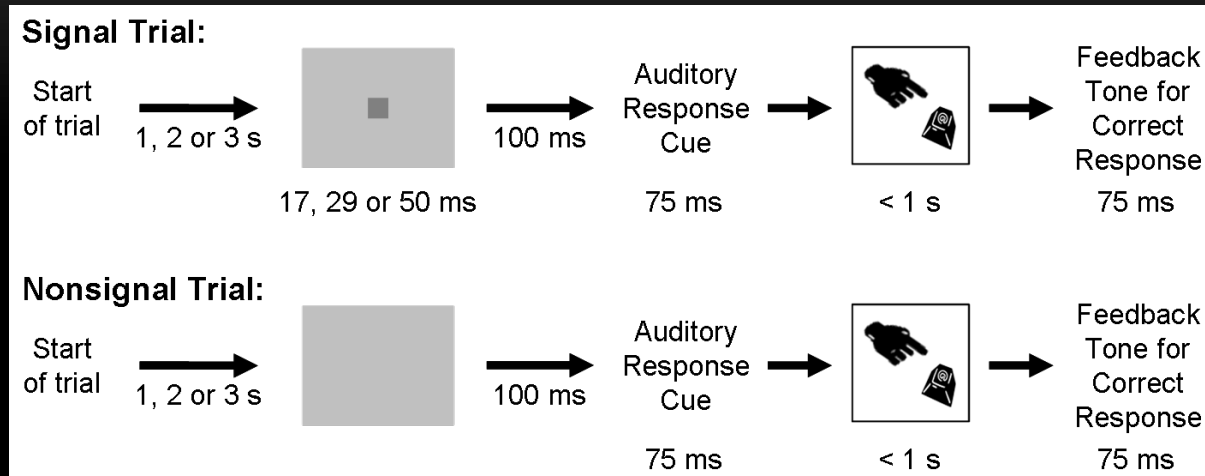 Signal Trial:
Start
of trial
1, 2 or 3 s
17, 29 or 50 ms
100 ms
Auditory
Response
Cue
75 ms
@
< 1 s
Feedback
Tone for
Correct
Response
75 ms
Nonsignal Trial:
Start
of trial
1, 2 or 3 s
100 ms
Auditory
Response
Cue
75 ms
@
< 1 s
Feedback
Tone for
Correct
Response
75 ms